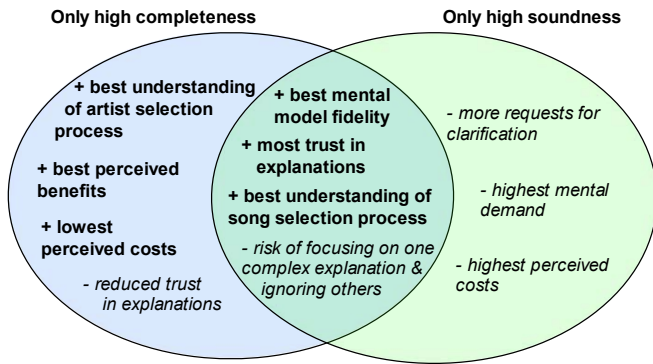 Only high completeness
Only high soundness
+ best understanding
of artist selection
process
+ best perceived
benefits
+ lowest
perceived costs
- reduced trust
in explanations
+ best mental
model fidelity
+ most trust in
explanations
+ best understanding of
song selection process
- risk of focusing on one
complex explanation &
ignoring others
- more requests for
clarification
- highest mental
demand
- highest perceived
costs